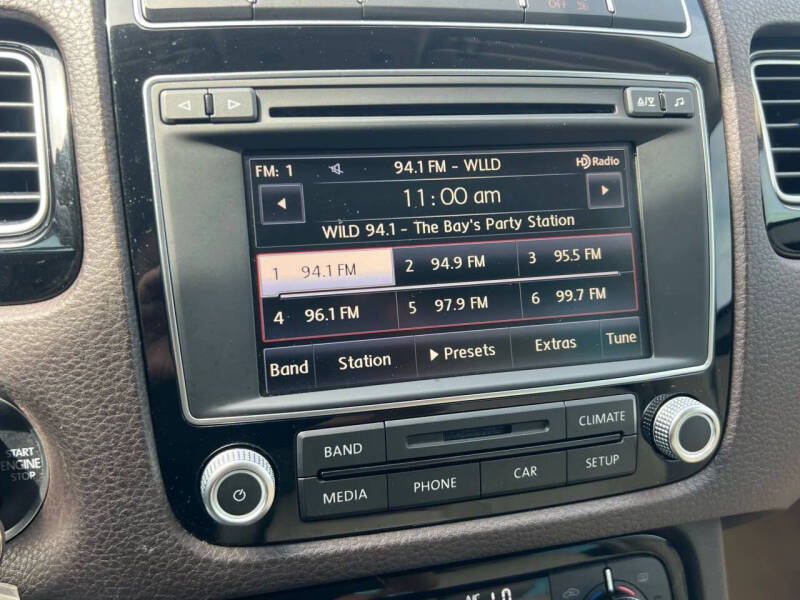 OFF
FM: 1 94.1 FM - WLLD HD Radio
11:00 am
WILD 94.1 - The Bay's Party Station
1 94.1 FM 2 94.9 FM 3 95.5 FM
4 96.1 FM 5 97.9 FM 6 99.7 FM
Band Station Presets Extras Tune
BAND CLIMATE
MEDIA PHONE CAR SETUP
START
ENGINE
STOP